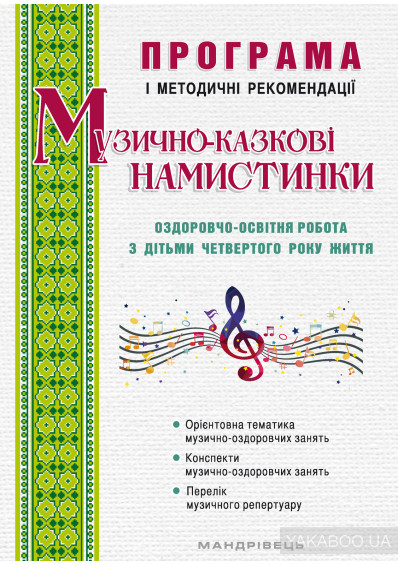 ПРОГРАМА
І МЕТОДИЧНІ РЕКОМЕНДАЦІЇ
МУЗИЧНО-КАЗКОВІ
НАМИСТИНКИ
ОЗДОРОВЧО-ОСВІТНЯ РОБОТА
З ДІТЬМИ ЧЕТВЕРТОГО РОКУ ЖИТТЯ
• Орієнтовна тематика
музично-оздоровчих занять
• Конспекти
музично-оздоровчих занять
• Перелік
музичного репертуару
МАНДРІВЕЦЬ
YAKABOO.UA